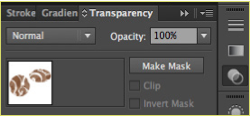 Stroke Gradien Transparency
Normal Opacity: 100%
Make Mask
Clip
Invert Mask